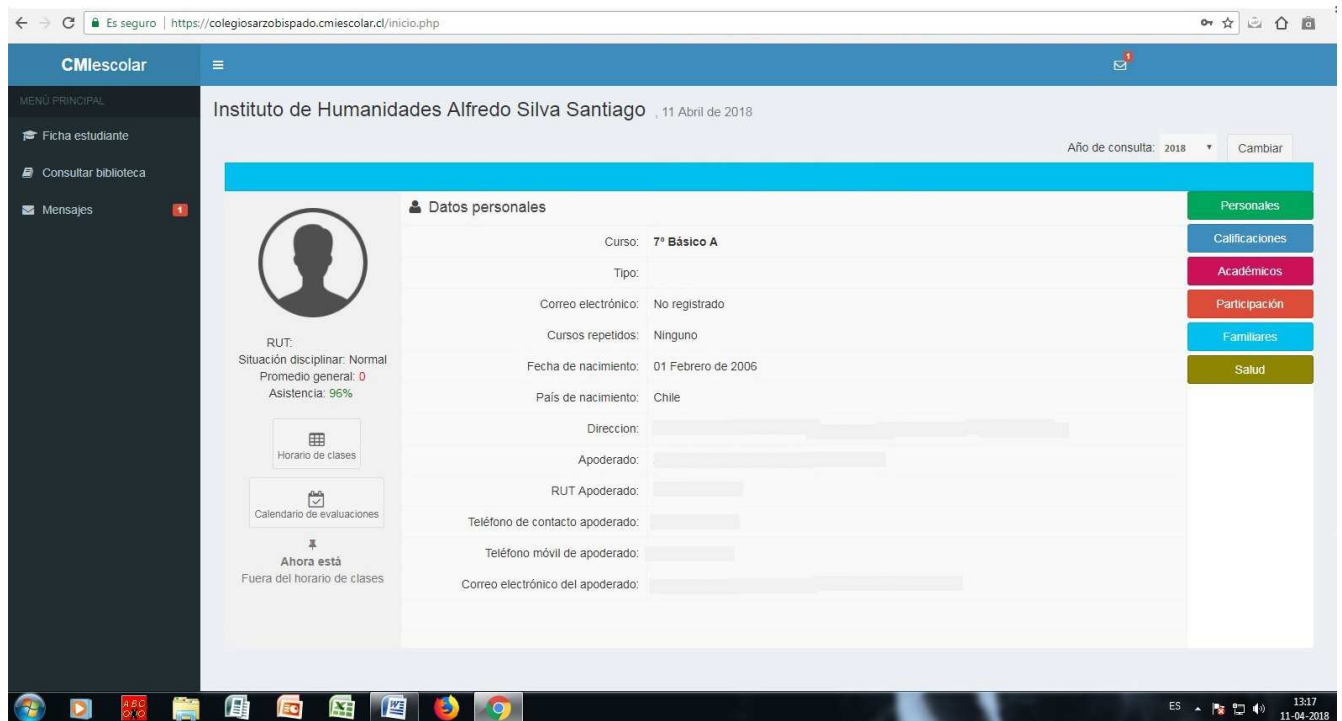 Es seguro | https://colegiosarzobispado.cmiescolar.cl/inicio.php
CMIescolar
1
MENÚ PRINCIPAL
Ficha estudiante
Consultar biblioteca
Mensajes 1
Instituto de Humanidades Alfredo Silva Santiago , 11 Abril de 2018
Año de consulta: 2018 Cambiar
RUT:
Situación disciplinar: Normal
Promedio general: 0
Asistencia: 96%
Horario de clases
Calendario de evaluaciones
Ahora está
Fuera del horario de clases
Datos personales
Curso: 7º Básico A
Tipo:
Correo electrónico: No registrado
Cursos repetidos: Ninguno
Fecha de nacimiento: 01 Febrero de 2006
País de nacimiento: Chile
Direccion:
Apoderado:
RUT Apoderado:
Teléfono de contacto apoderado:
Teléfono móvil de apoderado:
Correo electrónico del apoderado:
Personales
Calificaciones
Académicos
Participación
Familiares
Salud
ES 13:17
11-04-2018